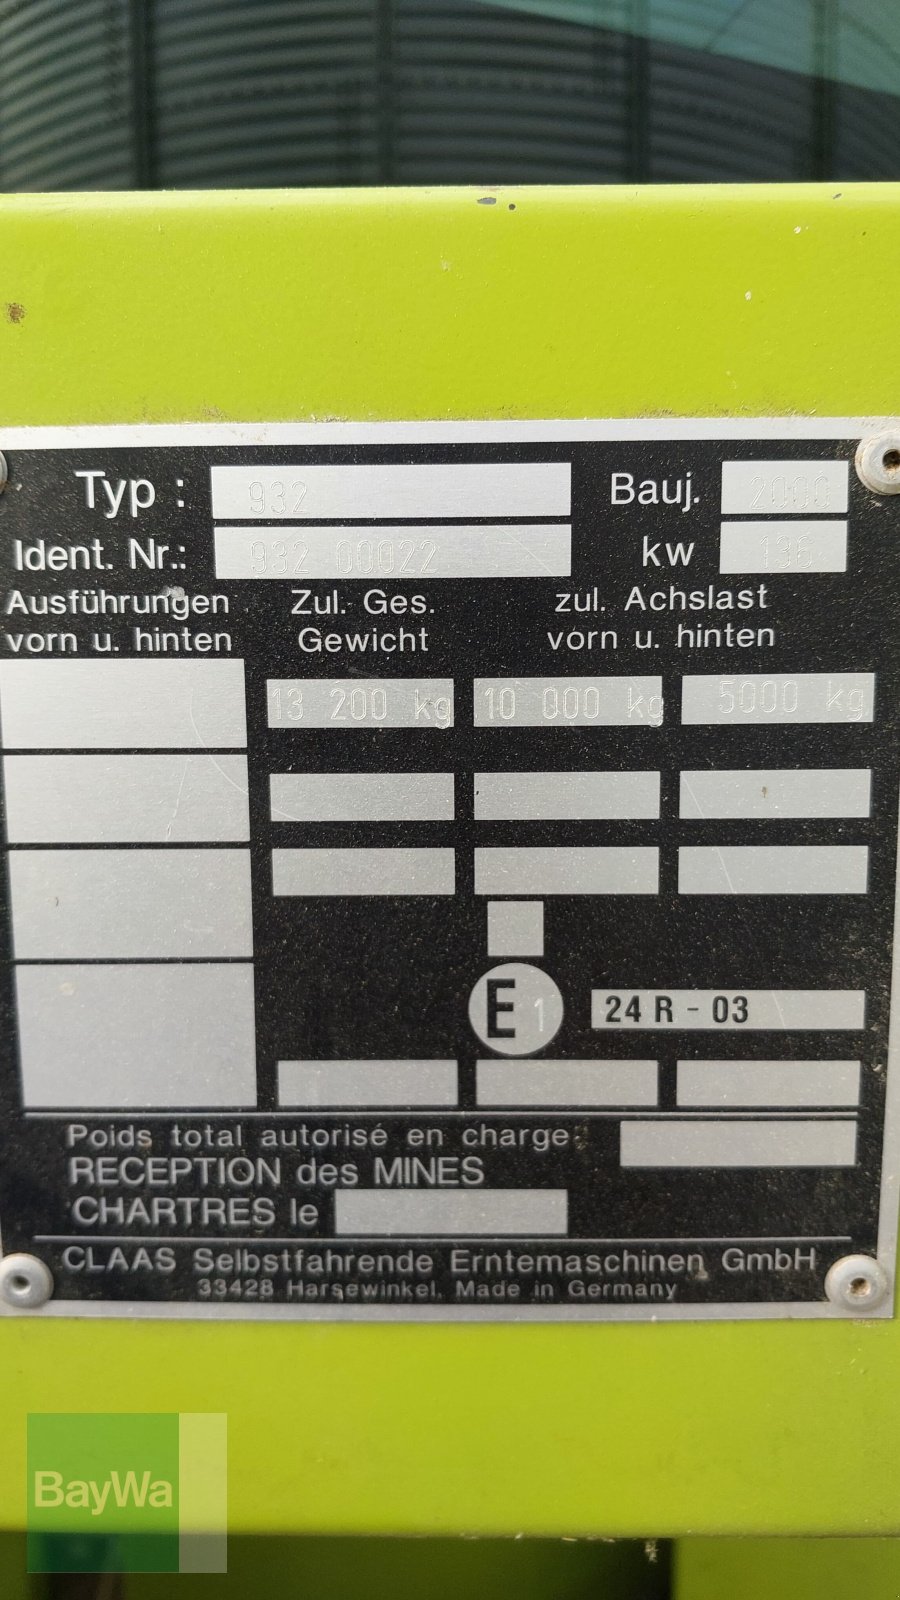 Typ : 932 Bauj. 2000
Ident. Nr.: 932 00022 kw 136
Ausführungen Zul. Ges. zul. Achslast
vorn u. hinten Gewicht vorn u. hinten
13 200 kg 10 000 kg 5000 kg
E 1 24 R - 03
Poids total autorisé en charge:
RECEPTION des MINES
CHARTRES le
CLAAS Selbstfahrende Erntemaschinen GmbH
33428 Harsewinkel, Made in Germany
BayWa